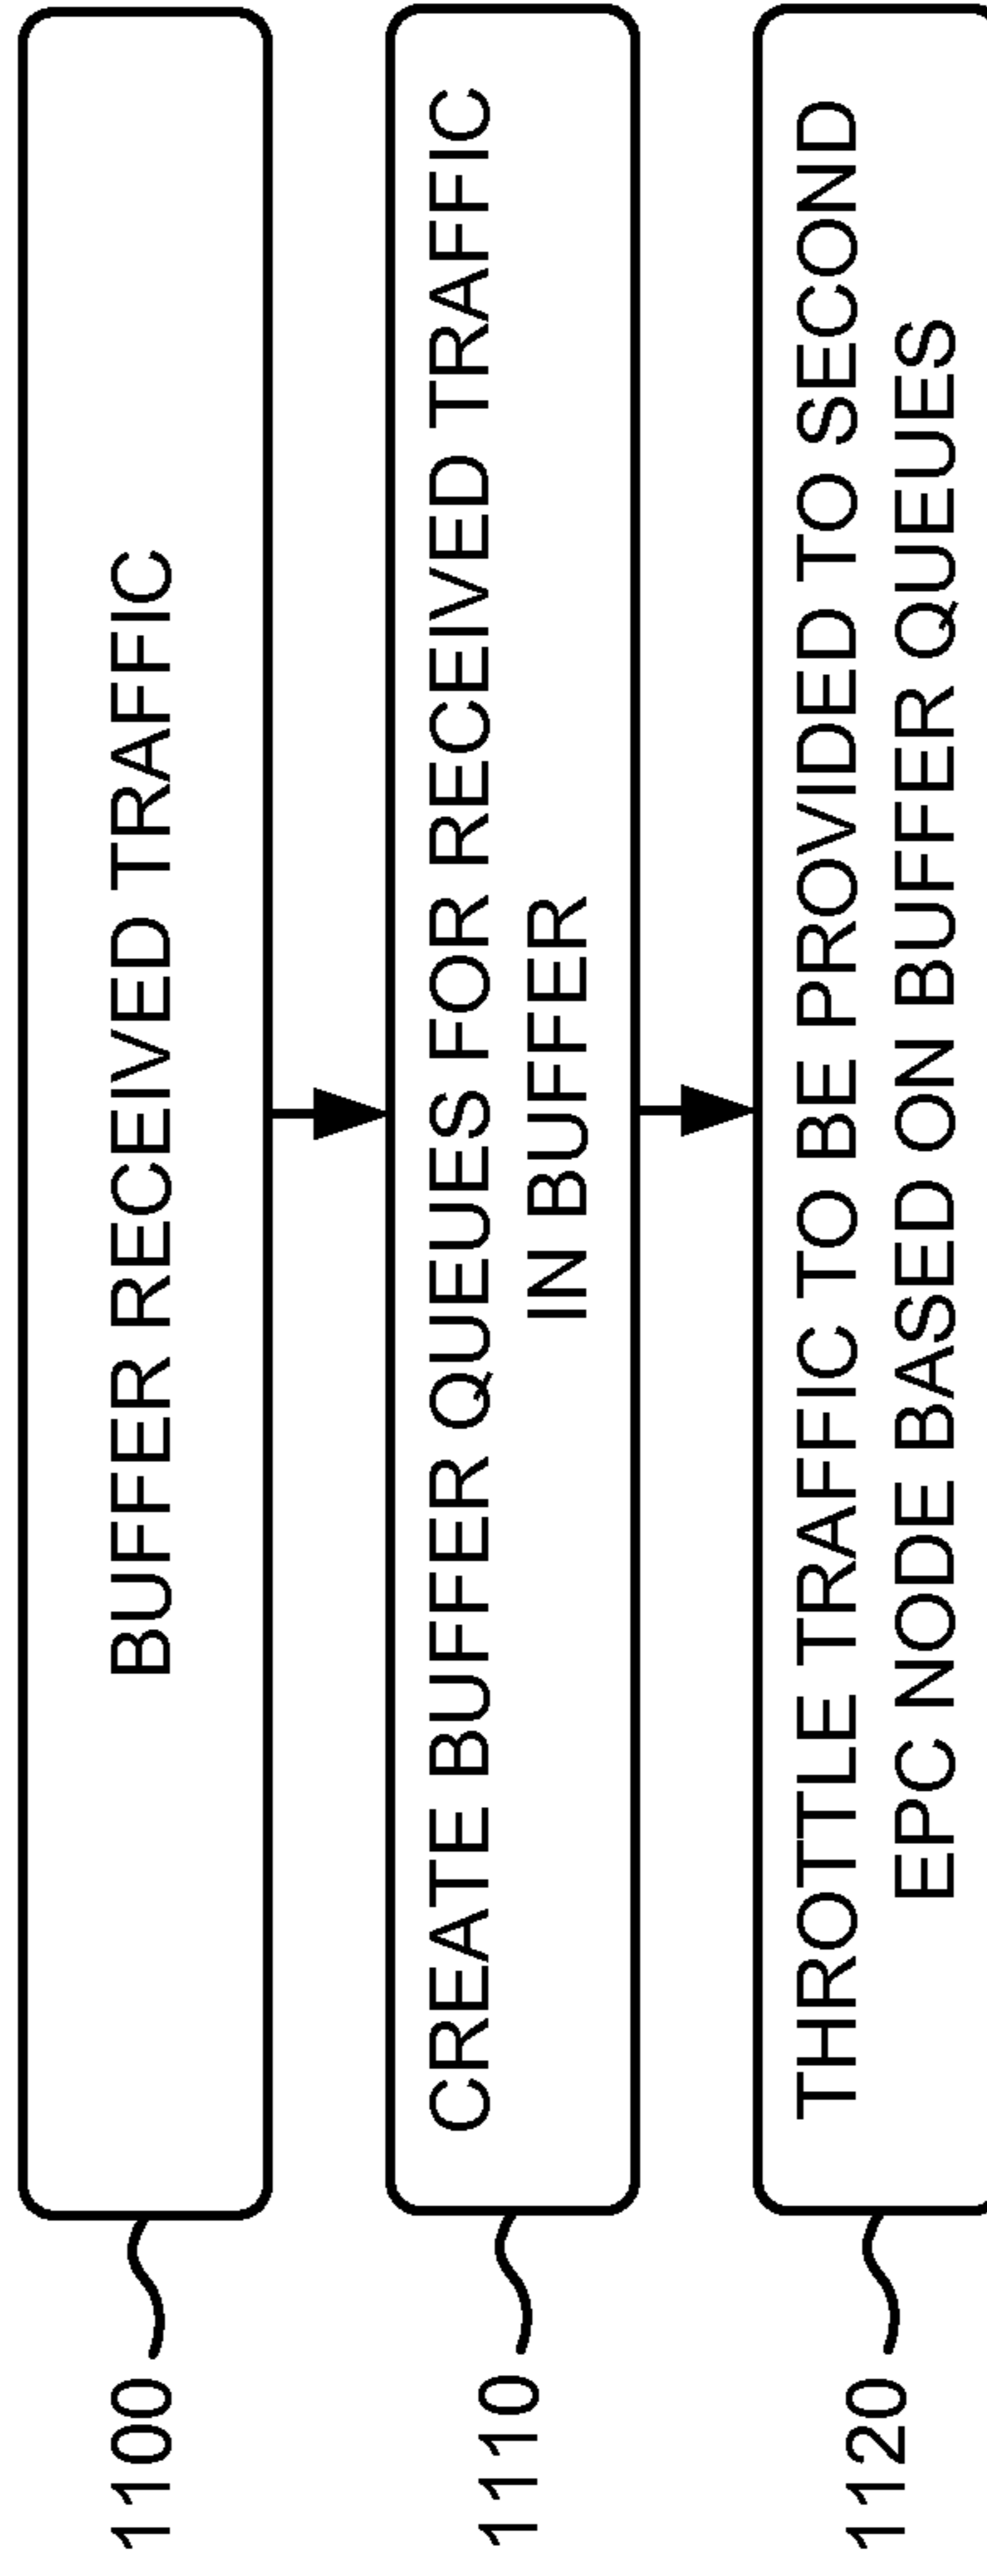 1100
BUFFER RECEIVED TRAFFIC
1110
CREATE BUFFER QUEUES FOR RECEIVED TRAFFIC
IN BUFFER
1120
THROTTLE TRAFFIC TO BE PROVIDED TO SECOND
EPC NODE BASED ON BUFFER QUEUES